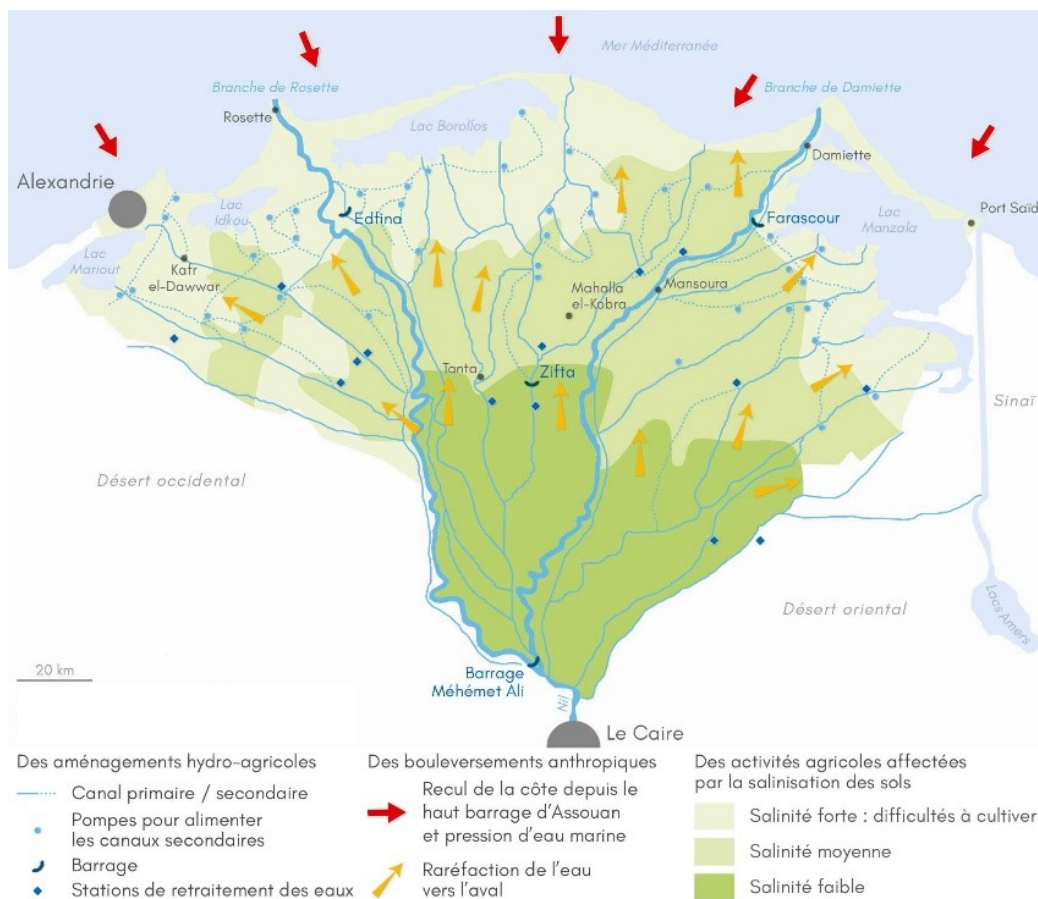 Mer Méditerranée
Branche de Rosette
Branche de Damiette
Rosette
Lac Borollos
Damiette
Alexandrie
Lac
Idkou
Edfina
Farascour
Port Saïd
Lac
Manzala
Lac
Mariout
Kafr
el-Dawwar
Mansoura
Mahalla
el-Kobra
Tanta
Zifta
Sinaï
Désert occidental
Désert oriental
Lacs Amers
20 km
Barrage
Méhémet Ali
Nil
Le Caire
Des aménagements hydro-agricoles
Canal primaire / secondaire
Pompes pour alimenter
les canaux secondaires
Barrage
Stations de retraitement des eaux
Des bouleversements anthropiques
Recul de la côte depuis le
haut barrage d'Assouan
et pression d'eau marine
Raréfaction de l'eau
vers l'aval
Des activités agricoles affectées
par la salinisation des sols
Salinité forte : difficultés à cultiver
Salinité moyenne
Salinité faible